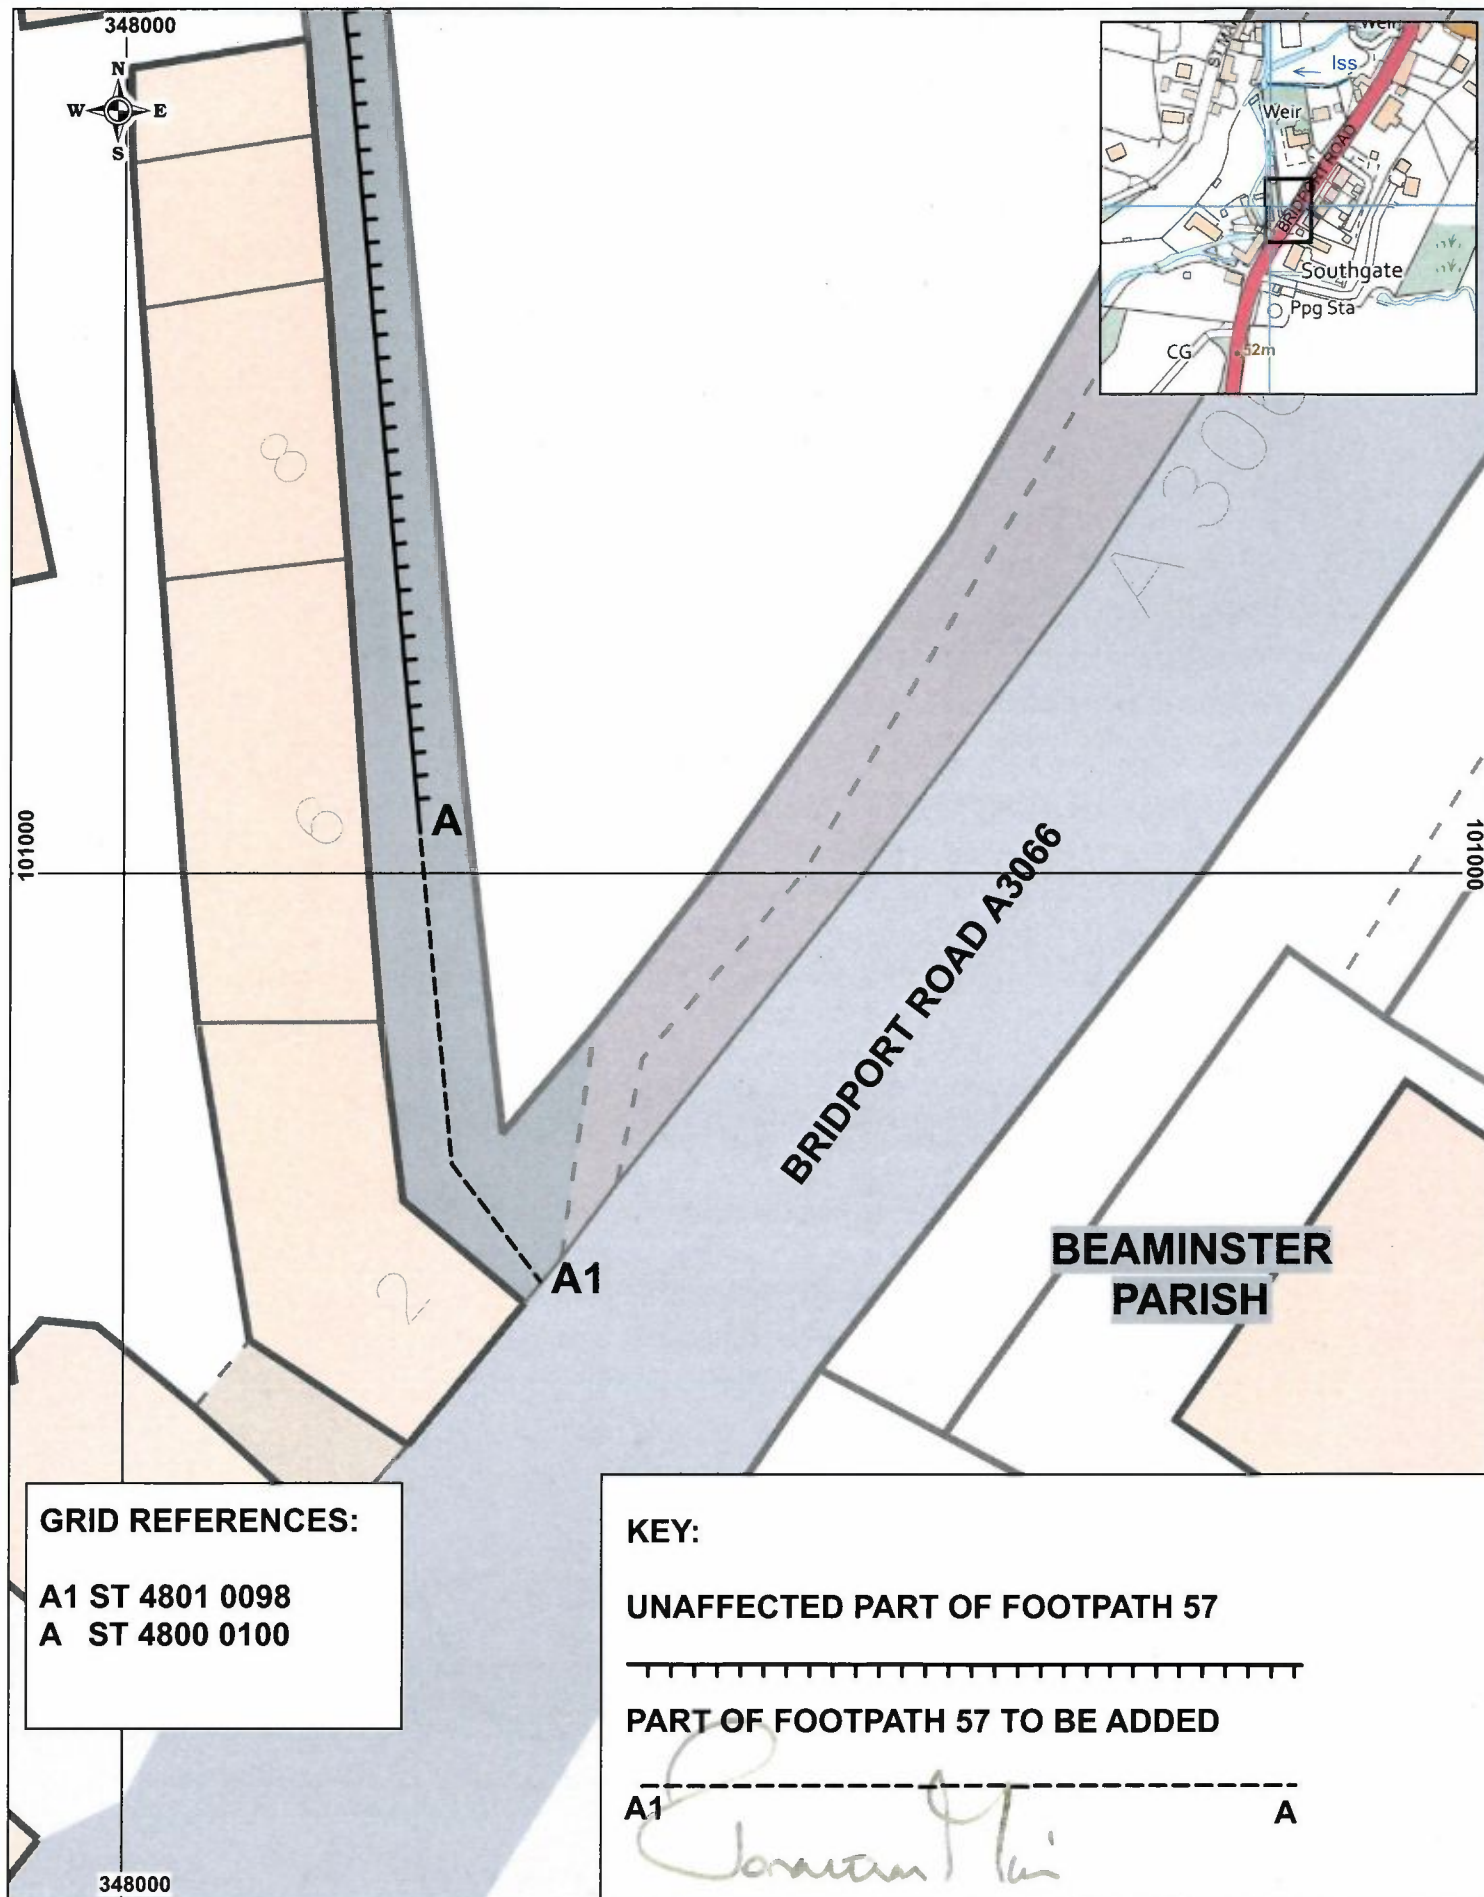 348000
N
W E
S
Weir
Iss
Weir
BRIDPORT ROAD
Southgate
Ppg Sta
CG
52m
8
A 306
6
A
101000
101000
BRIDPORT ROAD A3066
A1
2
BEAMINSTER
PARISH
GRID REFERENCES:
A1 ST 4801 0098
A ST 4800 0100
KEY:
UNAFFECTED PART OF FOOTPATH 57
PART OF FOOTPATH 57 TO BE ADDED
A1 A
348000